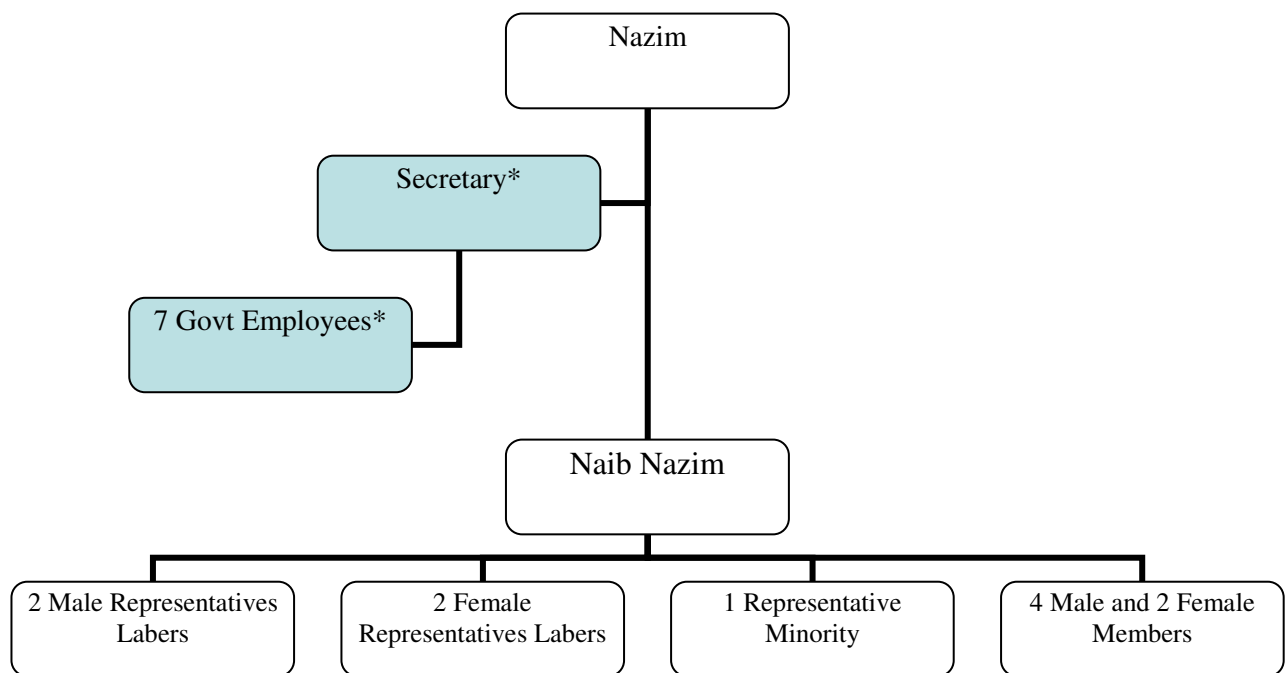 Nazim
Secretary*
7 Govt Employees*
Naib Nazim
2 Male Representatives
Labers
2 Female
Representatives Labers
1 Representative
Minority
4 Male and 2 Female
Members